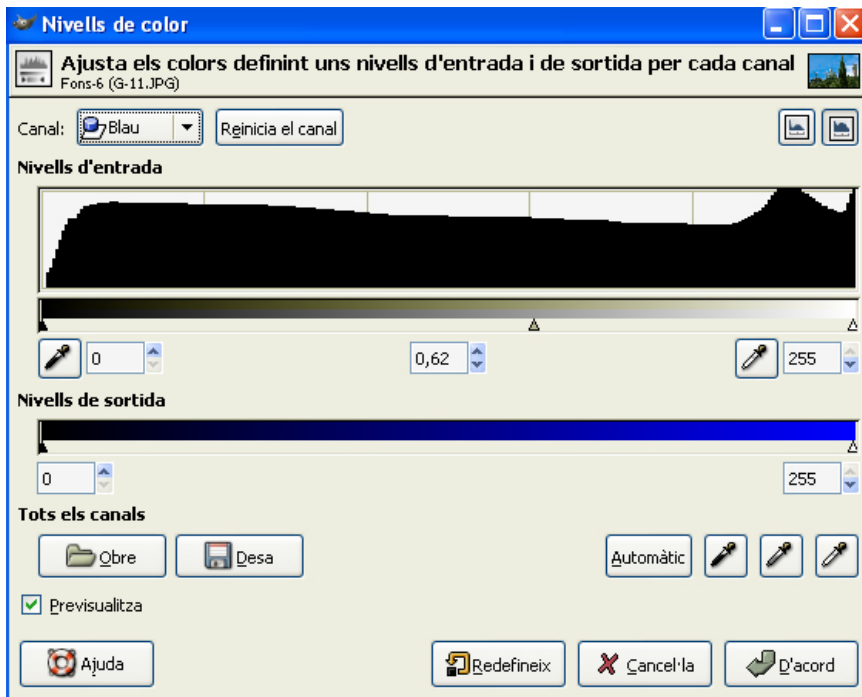 Nivells de color
Ajusta els colors definint uns nivells d'entrada i de sortida per cada canal
Fons-6 (G-11.JPG)
Canal: Blau Reinicia el canal
Nivells d'entrada
0 0,62 255
Nivells de sortida
0 255
Tots els canals
Obre Desa Automàtic
Previsualitza
Ajuda Redefineix Cancel·la D'acord